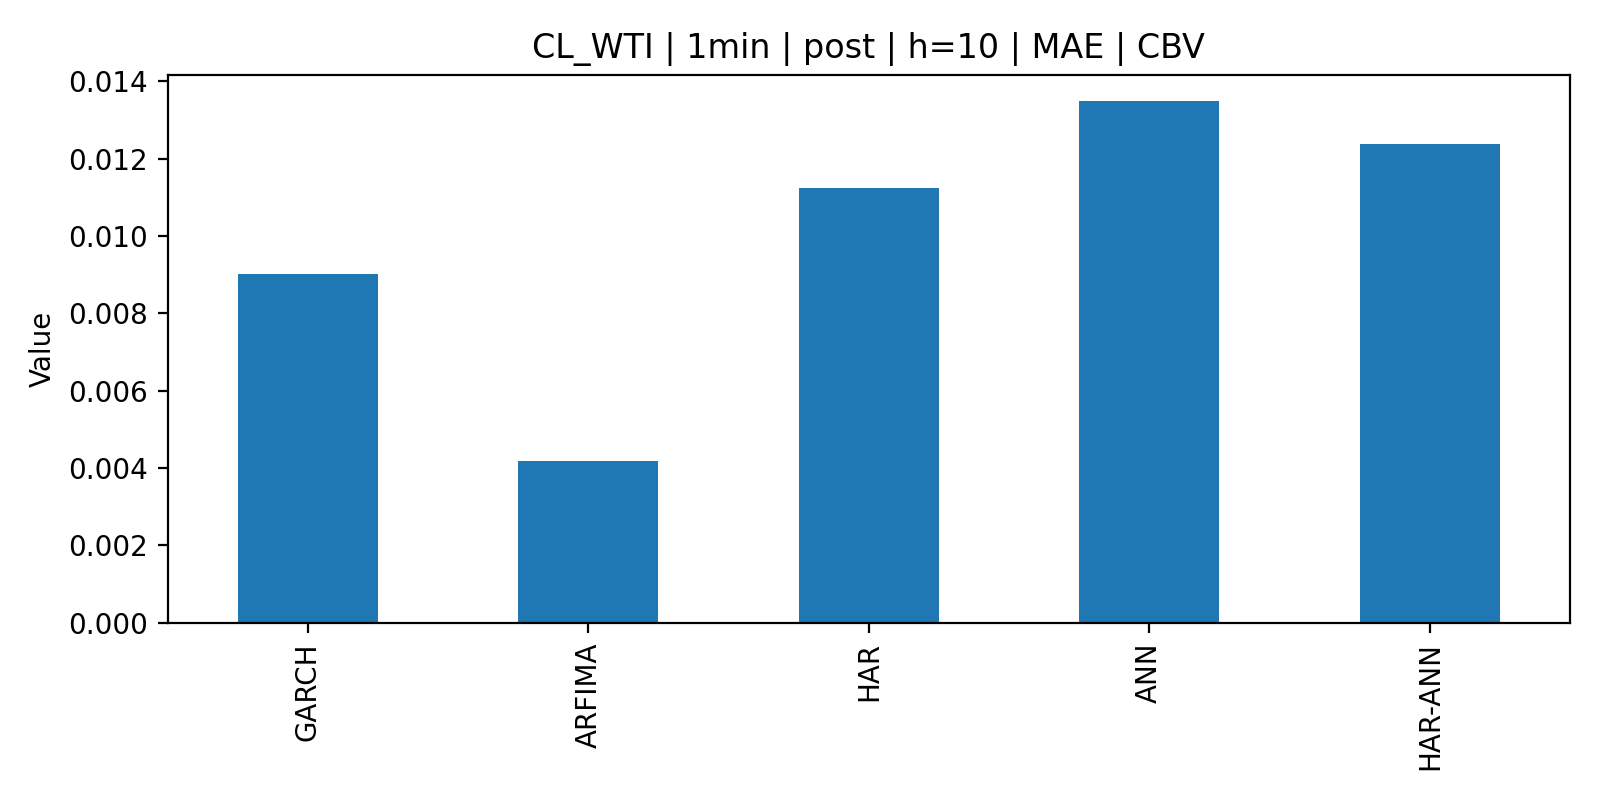 CL_WTI | 1min | post | h=10 | MAE | CBV
Value
0.014
0.012
0.010
0.008
0.006
0.004
0.002
0.000
GARCH
ARFIMA
HAR
ANN
HAR-ANN